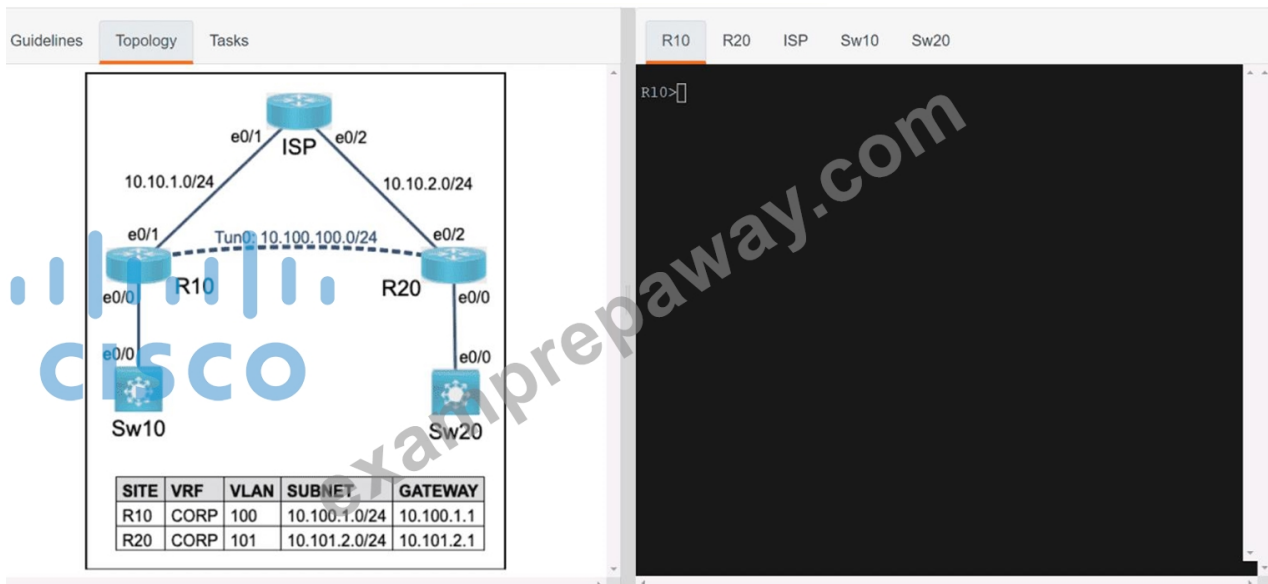 Guidelines Topology Tasks
R10 R20 ISP Sw10 Sw20
R10>
e0/1 e0/2
ISP
10.10.1.0/24 10.10.2.0/24
e0/1 Tun0: 10.100.100.0/24 e0/2
R10 R20
e0/0 e0/0
e0/0 e0/0
CISCO
Sw10 Sw20
SITE VRF VLAN SUBNET GATEWAY
R10 CORP 100 10.100.1.0/24 10.100.1.1
R20 CORP 101 10.101.2.0/24 10.101.2.1
examprepaway.com